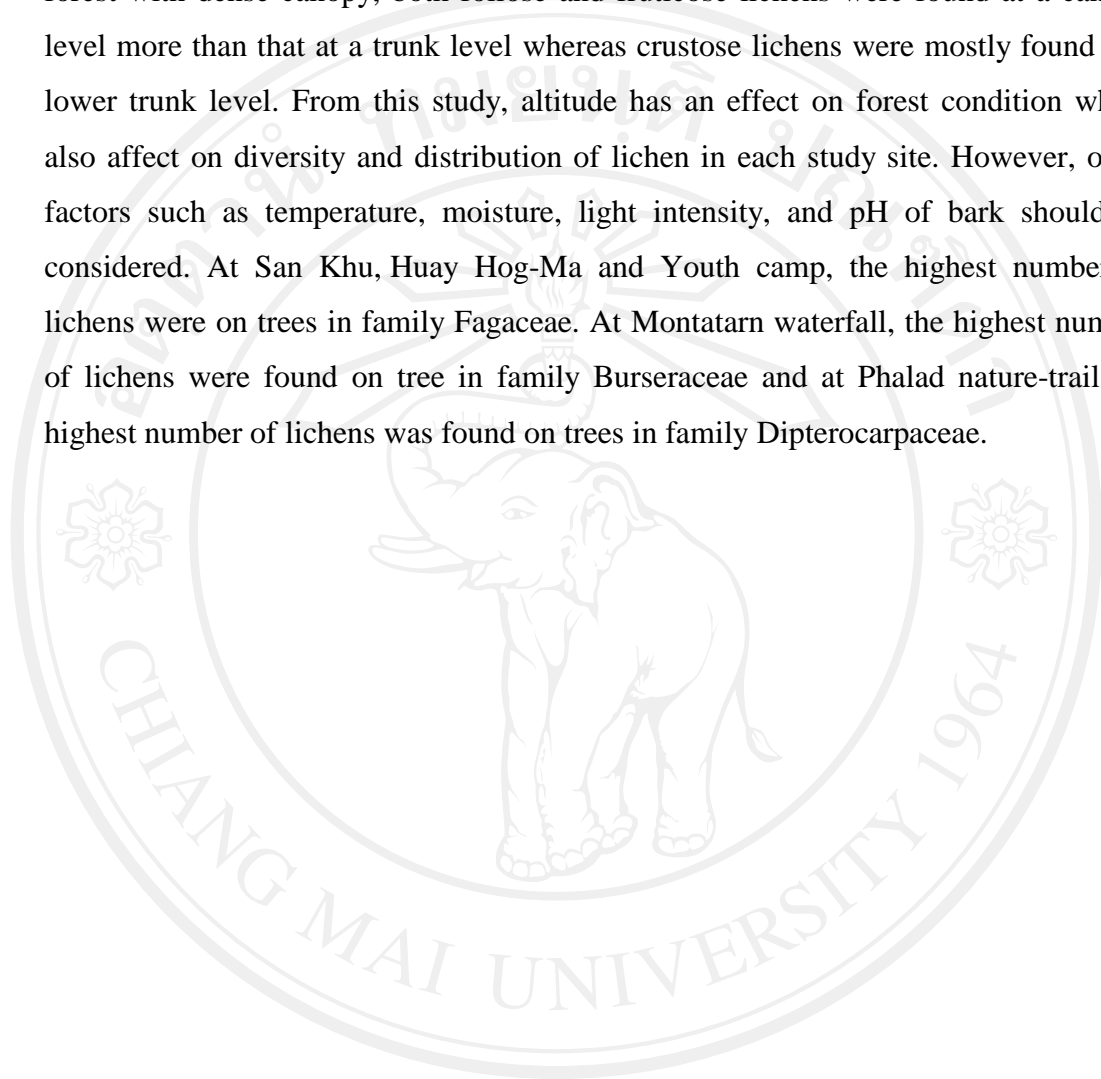 forest with dense canopy, both foliose and fruticose lichens were found at a
level more than that at a trunk level whereas crustose lichens were mostly found
lower trunk level. From this study, altitude has an effect on forest condition
also affect on diversity and distribution of lichen in each study site. However,
factors such as temperature, moisture, light intensity, and pH of bark should
considered. At San Khu, Huay Hog-Ma and Youth camp, the highest number
lichens were on trees in family Fagaceae. At Montatarn waterfall, the highest
of lichens were found on tree in family Burseraceae and at Phalad nature-trail
highest number of lichens was found on trees in family Dipterocarpaceae.
CHIANG MAI UNIVERSITY 1964